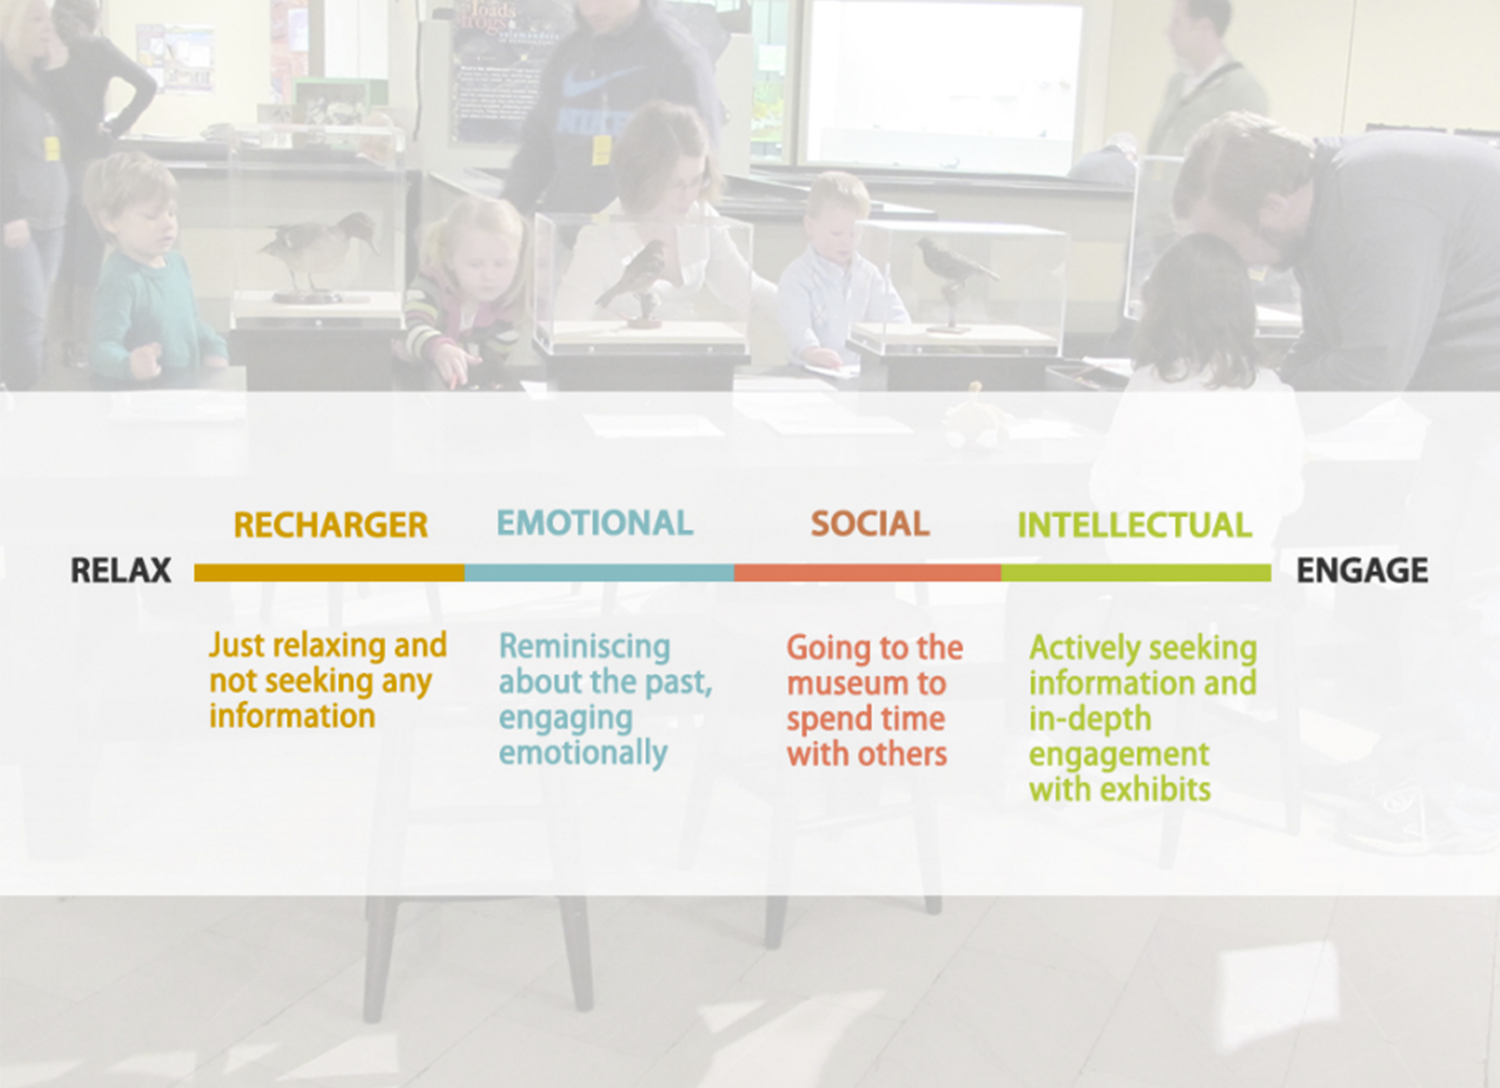 Toads
frogs
salamanders
NIKE
RECHARGER
EMOTIONAL
SOCIAL
INTELLECTUAL
RELAX
ENGAGE
Just relaxing and
not seeking any
information
Reminiscing
about the past,
engaging
emotionally
Going to the
museum to
spend time
with others
Actively seeking
information and
in-depth
engagement
with exhibits